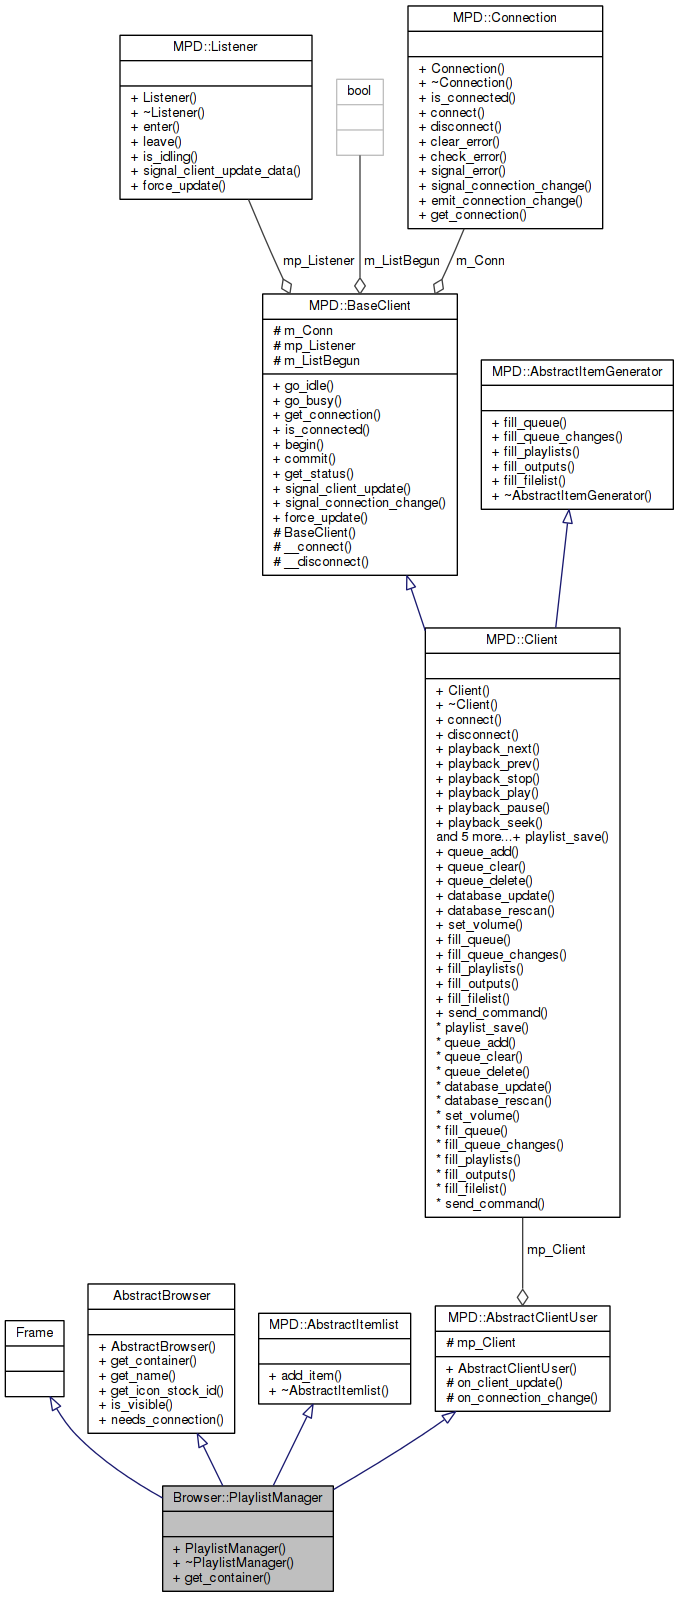 MPD::Connection
+ Connection()
+ ~Connection()
+ is_connected()
+ connect()
+ disconnect()
+ clear_error()
+ check_error()
+ signal_error()
+ signal_connection_change()
+ emit_connection_change()
+ get_connection()
MPD::Listener
+ Listener()
+ ~Listener()
+ enter()
+ leave()
+ is_idling()
+ signal_client_update_data()
+ force_update()
bool
mp_Listener
m_ListBegun
m_Conn
MPD::BaseClient
# m_Conn
# mp_Listener
# m_ListBegun
+ go_idle()
+ go_busy()
+ get_connection()
+ is_connected()
+ begin()
+ commit()
+ get_status()
+ signal_client_update()
+ signal_connection_change()
+ force_update()
# BaseClient()
# __connect()
# __disconnect()
MPD::AbstractItemGenerator
+ fill_queue()
+ fill_queue_changes()
+ fill_playlists()
+ fill_outputs()
+ fill_filelist()
+ ~AbstractItemGenerator()
MPD::Client
+ Client()
+ ~Client()
+ connect()
+ disconnect()
+ playback_next()
+ playback_prev()
+ playback_stop()
+ playback_play()
+ playback_pause()
+ playback_seek()
and 5 more...+ playlist_save()
+ queue_add()
+ queue_clear()
+ queue_delete()
+ database_update()
+ database_rescan()
+ set_volume()
+ fill_queue()
+ fill_queue_changes()
+ fill_playlists()
+ fill_outputs()
+ fill_filelist()
+ send_command()
* playlist_save()
* queue_add()
* queue_clear()
* queue_delete()
* database_update()
* database_rescan()
* set_volume()
* fill_queue()
* fill_queue_changes()
* fill_playlists()
* fill_outputs()
* fill_filelist()
* send_command()
mp_Client
Frame
AbstractBrowser
+ AbstractBrowser()
+ get_container()
+ get_name()
+ get_icon_stock_id()
+ is_visible()
+ needs_connection()
MPD::AbstractItemlist
+ add_item()
+ ~AbstractItemlist()
MPD::AbstractClientUser
# mp_Client
+ AbstractClientUser()
# on_client_update()
# on_connection_change()
Browser::PlaylistManager
+ PlaylistManager()
+ ~PlaylistManager()
+ get_container()